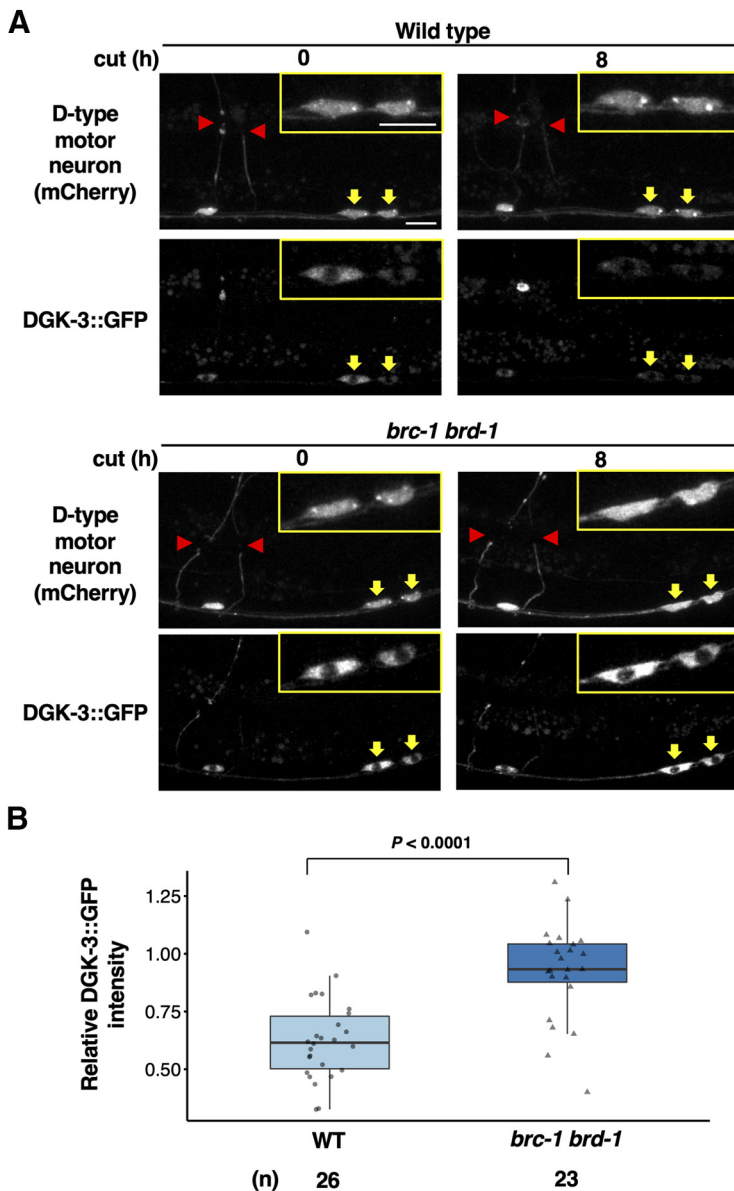 A
Wild type
cut (h) 0 8
D-type
motor
neuron
(mCherry)
DGK-3::GFP
brc-1 brd-1
cut (h) 0 8
D-type
motor
neuron
(mCherry)
DGK-3::GFP
B
P < 0.0001
Relative DGK-3::GFP
intensity
1.25
1.00
0.75
0.50
WT brc-1 brd-1
(n) 26 23